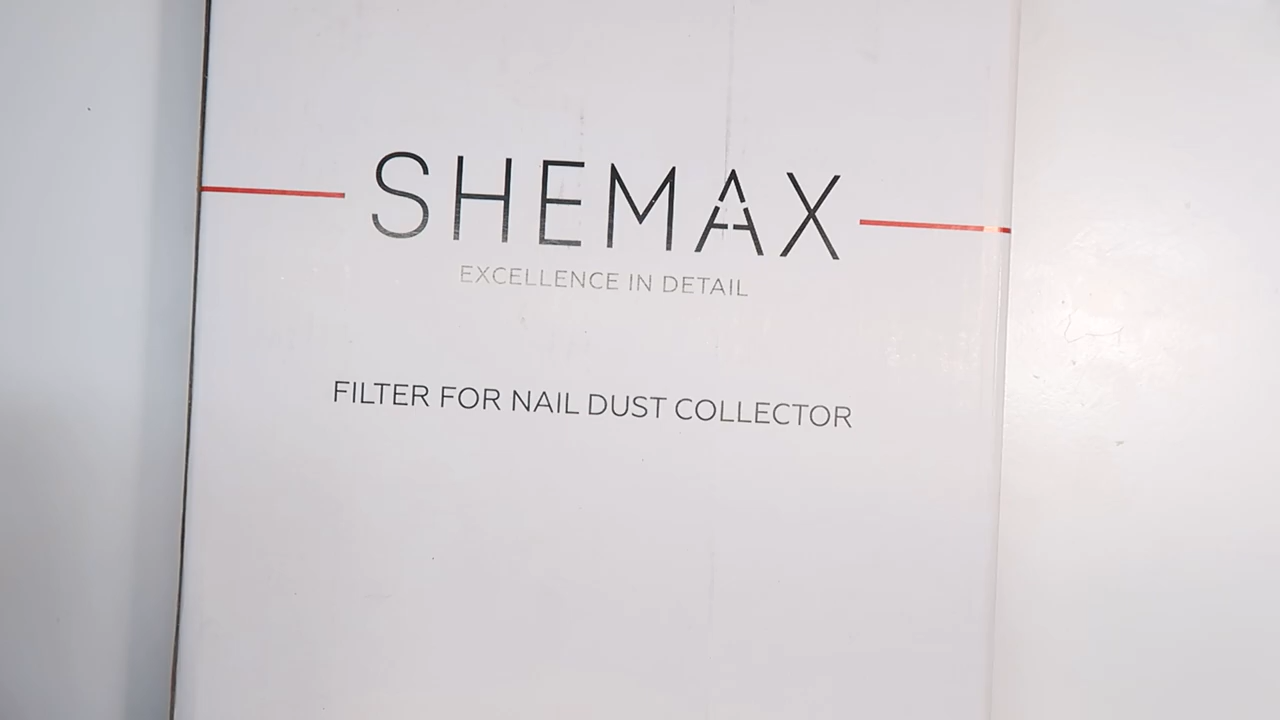 SHEMAX
EXCELLENCE IN DETAIL
FILTER FOR NAIL DUST COLLECTOR